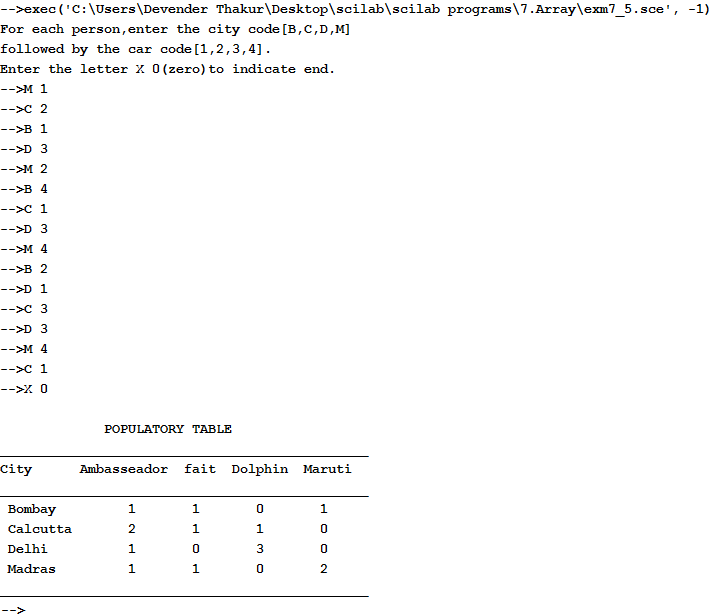 -->exec('C:\Users\Devender Thakur\Desktop\scilab\scilab programs\7.Array\exm7_5.sce', -1)
For each person,enter the city code[B,C,D,M]
followed by the car code[1,2,3,4].
Enter the letter X 0(zero)to indicate end.
-->M 1
-->C 2
-->B 1
-->D 3
-->M 2
-->B 4
-->C 1
-->D 3
-->M 4
-->B 2
-->D 1
-->C 3
-->D 3
-->M 4
-->C 1
-->X 0
POPULATORY TABLE
City Ambasseador fait Dolphin Maruti
Bombay 1 1 0 1
Calcutta 2 1 1 0
Delhi 1 0 3 0
Madras 1 1 0 2
-->